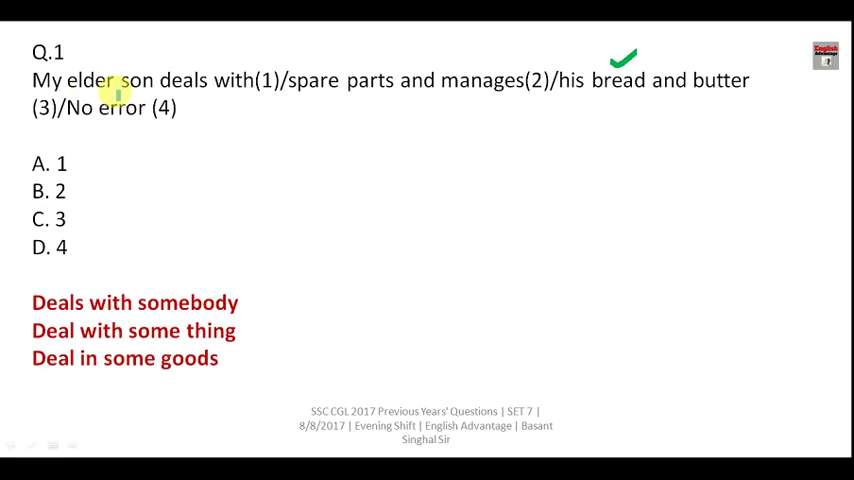 Q.1
English
Advantage
My elder son deals with(1)/spare parts and manages(2)/his bread and butter
(3)/No error (4)
A. 1
B. 2
C. 3
D. 4
Deals with somebody
Deal with some thing
Deal in some goods
SSC CGL 2017 Previous Years' Questions | SET 7 |
8/8/2017 | Evening Shift | English Advantage | Basant
Singhal Sir